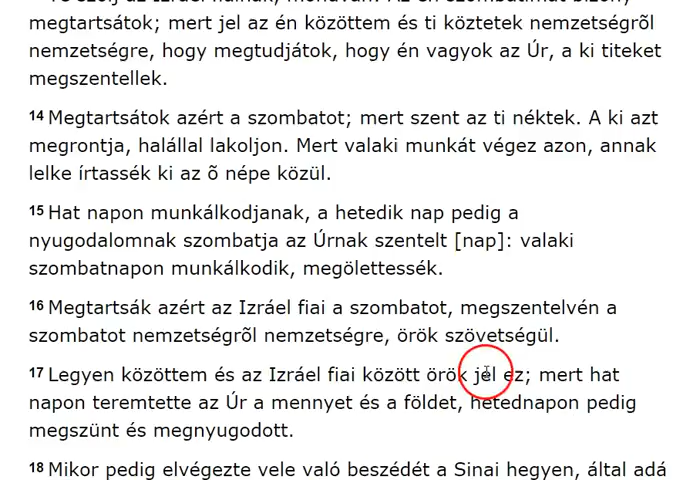 megtartsátok; mert jel az én közöttem és ti köztetek nemzetségrõl
nemzetségre, hogy megtudjátok, hogy én vagyok az Úr, a ki titeket
megszentellek.
14 Megtartsátok azért a szombatot; mert szent az ti néktek. A ki azt
megrontja, halállal lakoljon. Mert valaki munkát végez azon, annak
lelke írtassék ki az õ népe közül.
15 Hat napon munkálkodjanak, a hetedik nap pedig a
nyugodalomnak szombatja az Úrnak szentelt [nap]: valaki
szombatnapon munkálkodik, megölettessék.
16 Megtartsák azért az Izráel fiai a szombatot, megszentelvén a
szombatot nemzetségrõl nemzetségre, örök szövetségül.
17 Legyen közöttem és az Izráel fiai között örök jel ez; mert hat
napon teremtette az Úr a mennyet és a földet, hetednapon pedig
megszünt és megnyugodott.
18 Mikor pedig elvégezte vele való beszédét a Sinai hegyen, által adá